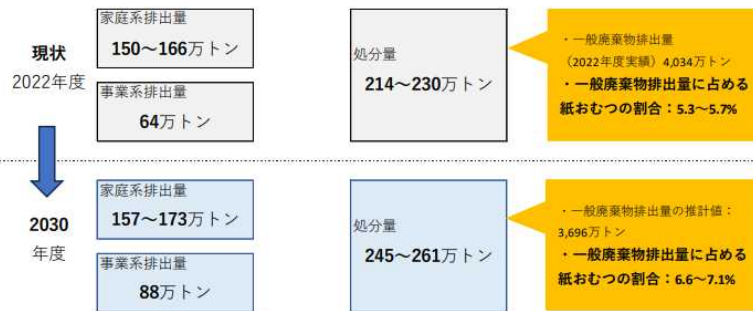 現状
2022年度
家庭系排出量
150～166万トン
事業系排出量
64万トン
処分量
214～230万トン
・一般廃棄物排出量
（2022年度実績）4,034万トン
・一般廃棄物排出量に占める
紙おむつの割合：5.3～5.7%
2030
年度
家庭系排出量
157～173万トン
事業系排出量
88万トン
処分量
245～261万トン
・一般廃棄物排出量の推計値：
3,696万トン
・一般廃棄物排出量に占める
紙おむつの割合：6.6～7.1%